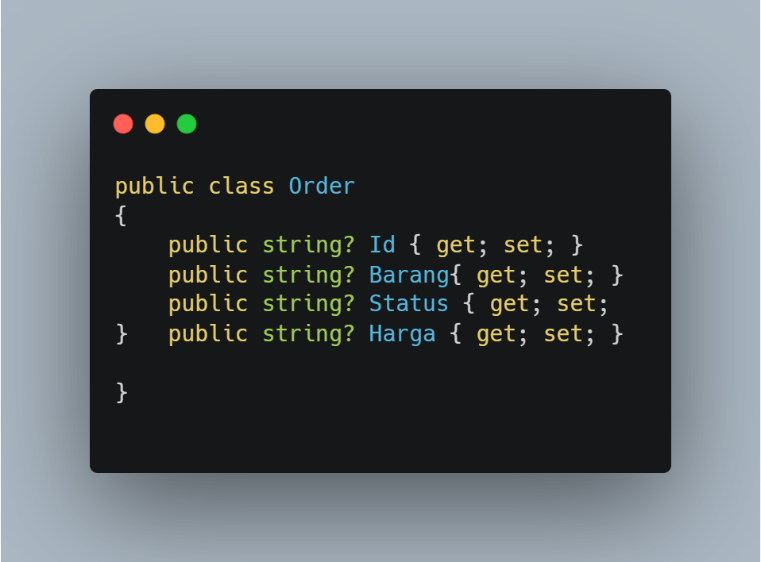 public class Order
{
    public string? Id { get; set; }
    public string? Barang{ get; set; }
    public string? Status { get; set;
}   public string? Harga { get; set; }
}